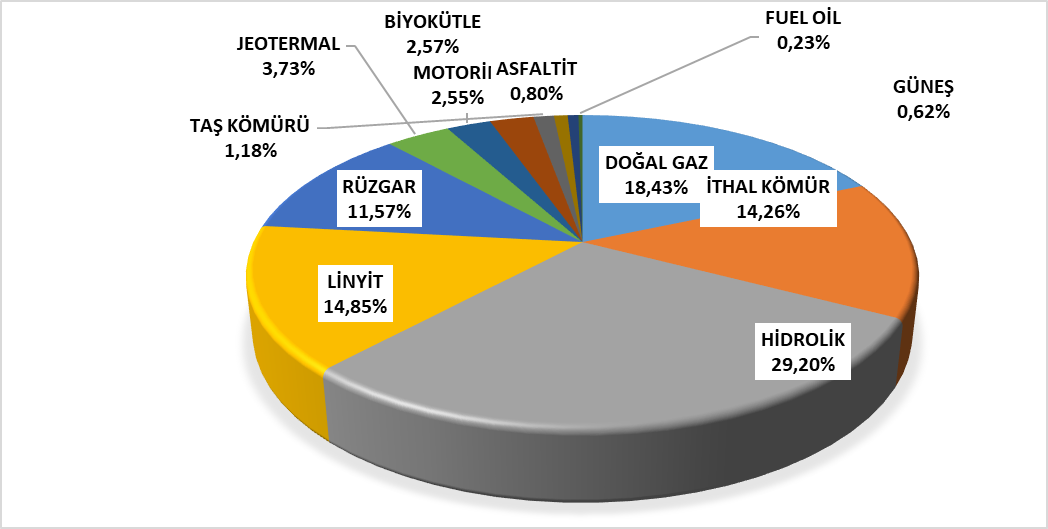 BİYOKÜTLE
2,57%
FUEL OİL
0,23%
JEOTERMAL
3,73%
MOTORİ
2,55%
ASFALTİT
0,80%
GÜNEŞ
0,62%
TAŞ KÖMÜRÜ
1,18%
DOĞAL GAZ
18,43%
İTHAL KÖMÜR
14,26%
RÜZGAR
11,57%
LİNYİT
14,85%
HİDROLİK
29,20%